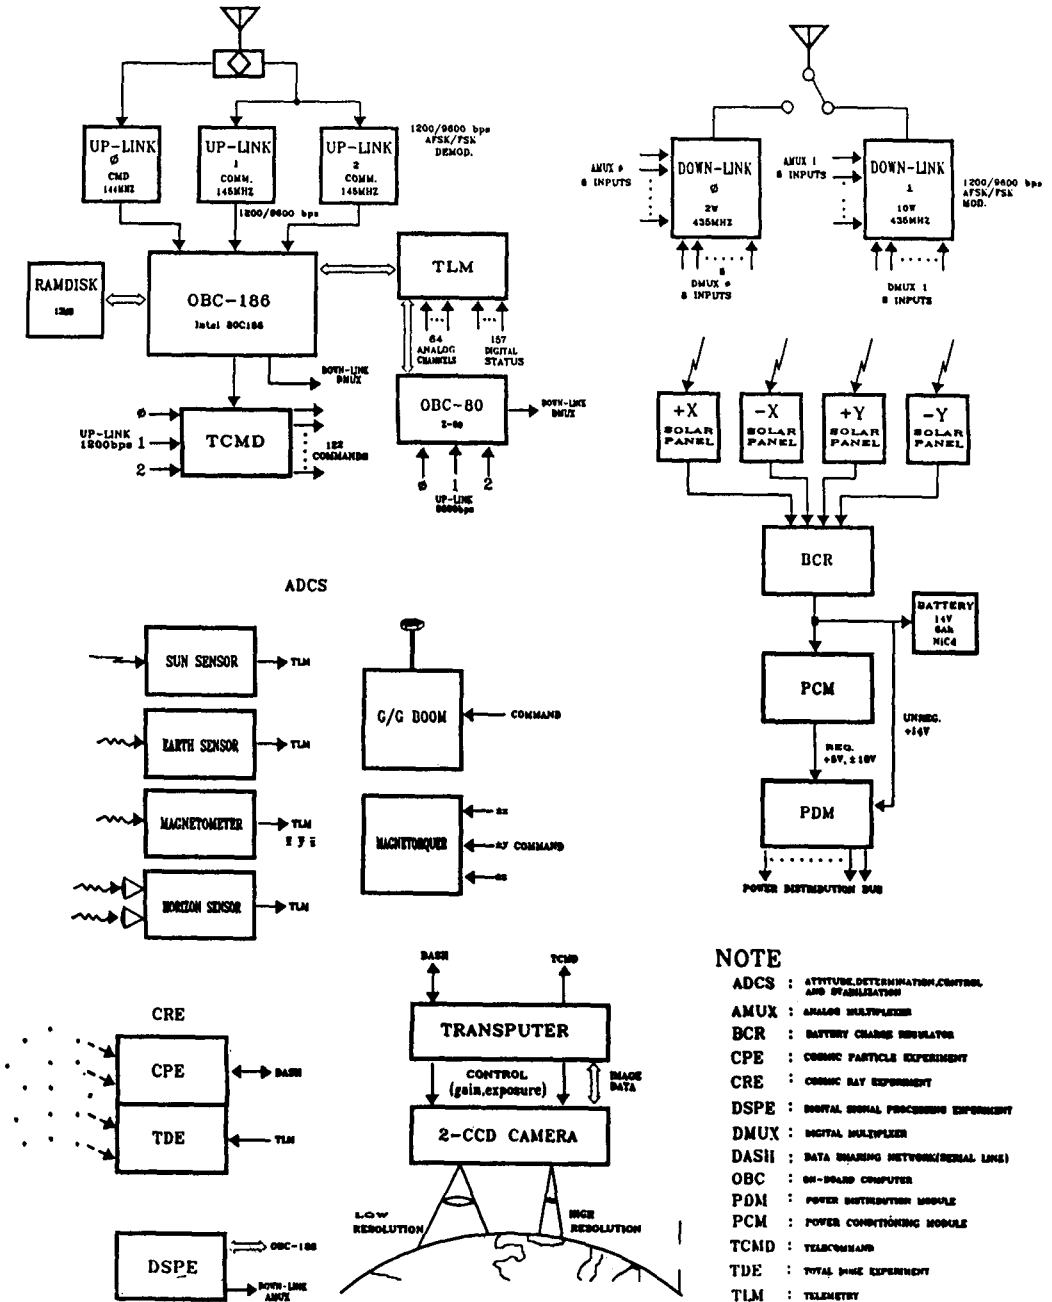 UP-LINK
Ø
CMD
144MHZ
UP-LINK
1
COMM.
145MHZ
UP-LINK
2
COMM.
145MHZ
1200/9600 bps
AFSK/FSK
DEMOD.
1200/9600 bps
RAMDISK
OBC-186
Intel 80C186
TLM
64
ANALOG
CHANNELS
157
DIGITAL
STATUS
DOWN-LINK
DMUX
OBC-80
Z-80
DOWN-LINK
DMUX
Ø
1
2
UP-LINK
9600bps
UP-LINK
1200bps
Ø
1
2
TCMD
122
COMMANDS
AMUX Ø
8 INPUTS
DOWN-LINK
Ø
2W
435MHZ
8
DMUX Ø
8 INPUTS
AMUX 1
8 INPUTS
DOWN-LINK
1
10W
435MHZ
1200/9600 bps
AFSK/FSK
MOD.
DMUX 1
8 INPUTS
+X
SOLAR
PANEL
-X
SOLAR
PANEL
+Y
SOLAR
PANEL
-Y
SOLAR
PANEL
BCR
BATTERY
14V
6Ah
NiCd
PCM
UNREG.
+14V
REG.
+5V, ±10V
PDM
POWER DISTRIBUTION BUS
ADCS
SUN SENSOR
TLM
EARTH SENSOR
TLM
MAGNETOMETER
TLM
x̄ ȳ z̄
HORIZON SENSOR
TLM
G/G BOOM
COMMAND
MAGNETORQUER
±x
±y COMMAND
±z
CRE
CPE
DASH
TDE
TLM
DSPE
OBC-186
DOWN-LINK
AMUX
DASH
TCMD
TRANSPUTER
CONTROL
(gain,exposure)
IMAGE
DATA
2-CCD CAMERA
LOW
RESOLUTION
HIGE
RESOLUTION
NOTE
ADCS : ATTITUDE,DETERMINATION,CONTROL
AND STABILIZATION
AMUX : ANALOG MULTIPLEXER
BCR : BATTERY CHARGE REGULATOR
CPE : COSMIC PARTICLE EXPERIMENT
CRE : COSMIC RAY EXPERIMENT
DSPE : DIGITAL SIGNAL PROCESSING EXPERIMENT
DMUX : DIGITAL MULTIPLXER
DASH : DATA SHARING NETWORK(SERIAL LINE)
OBC : ON-BOARD COMPUTER
PDM : POWER DISTRIBUTION MODULE
PCM : POWER CONDITIONING MODULE
TCMD : TELECOMMAND
TDE : TOTAL DOSE EXPERIMENT
TLM : TELEMETRY